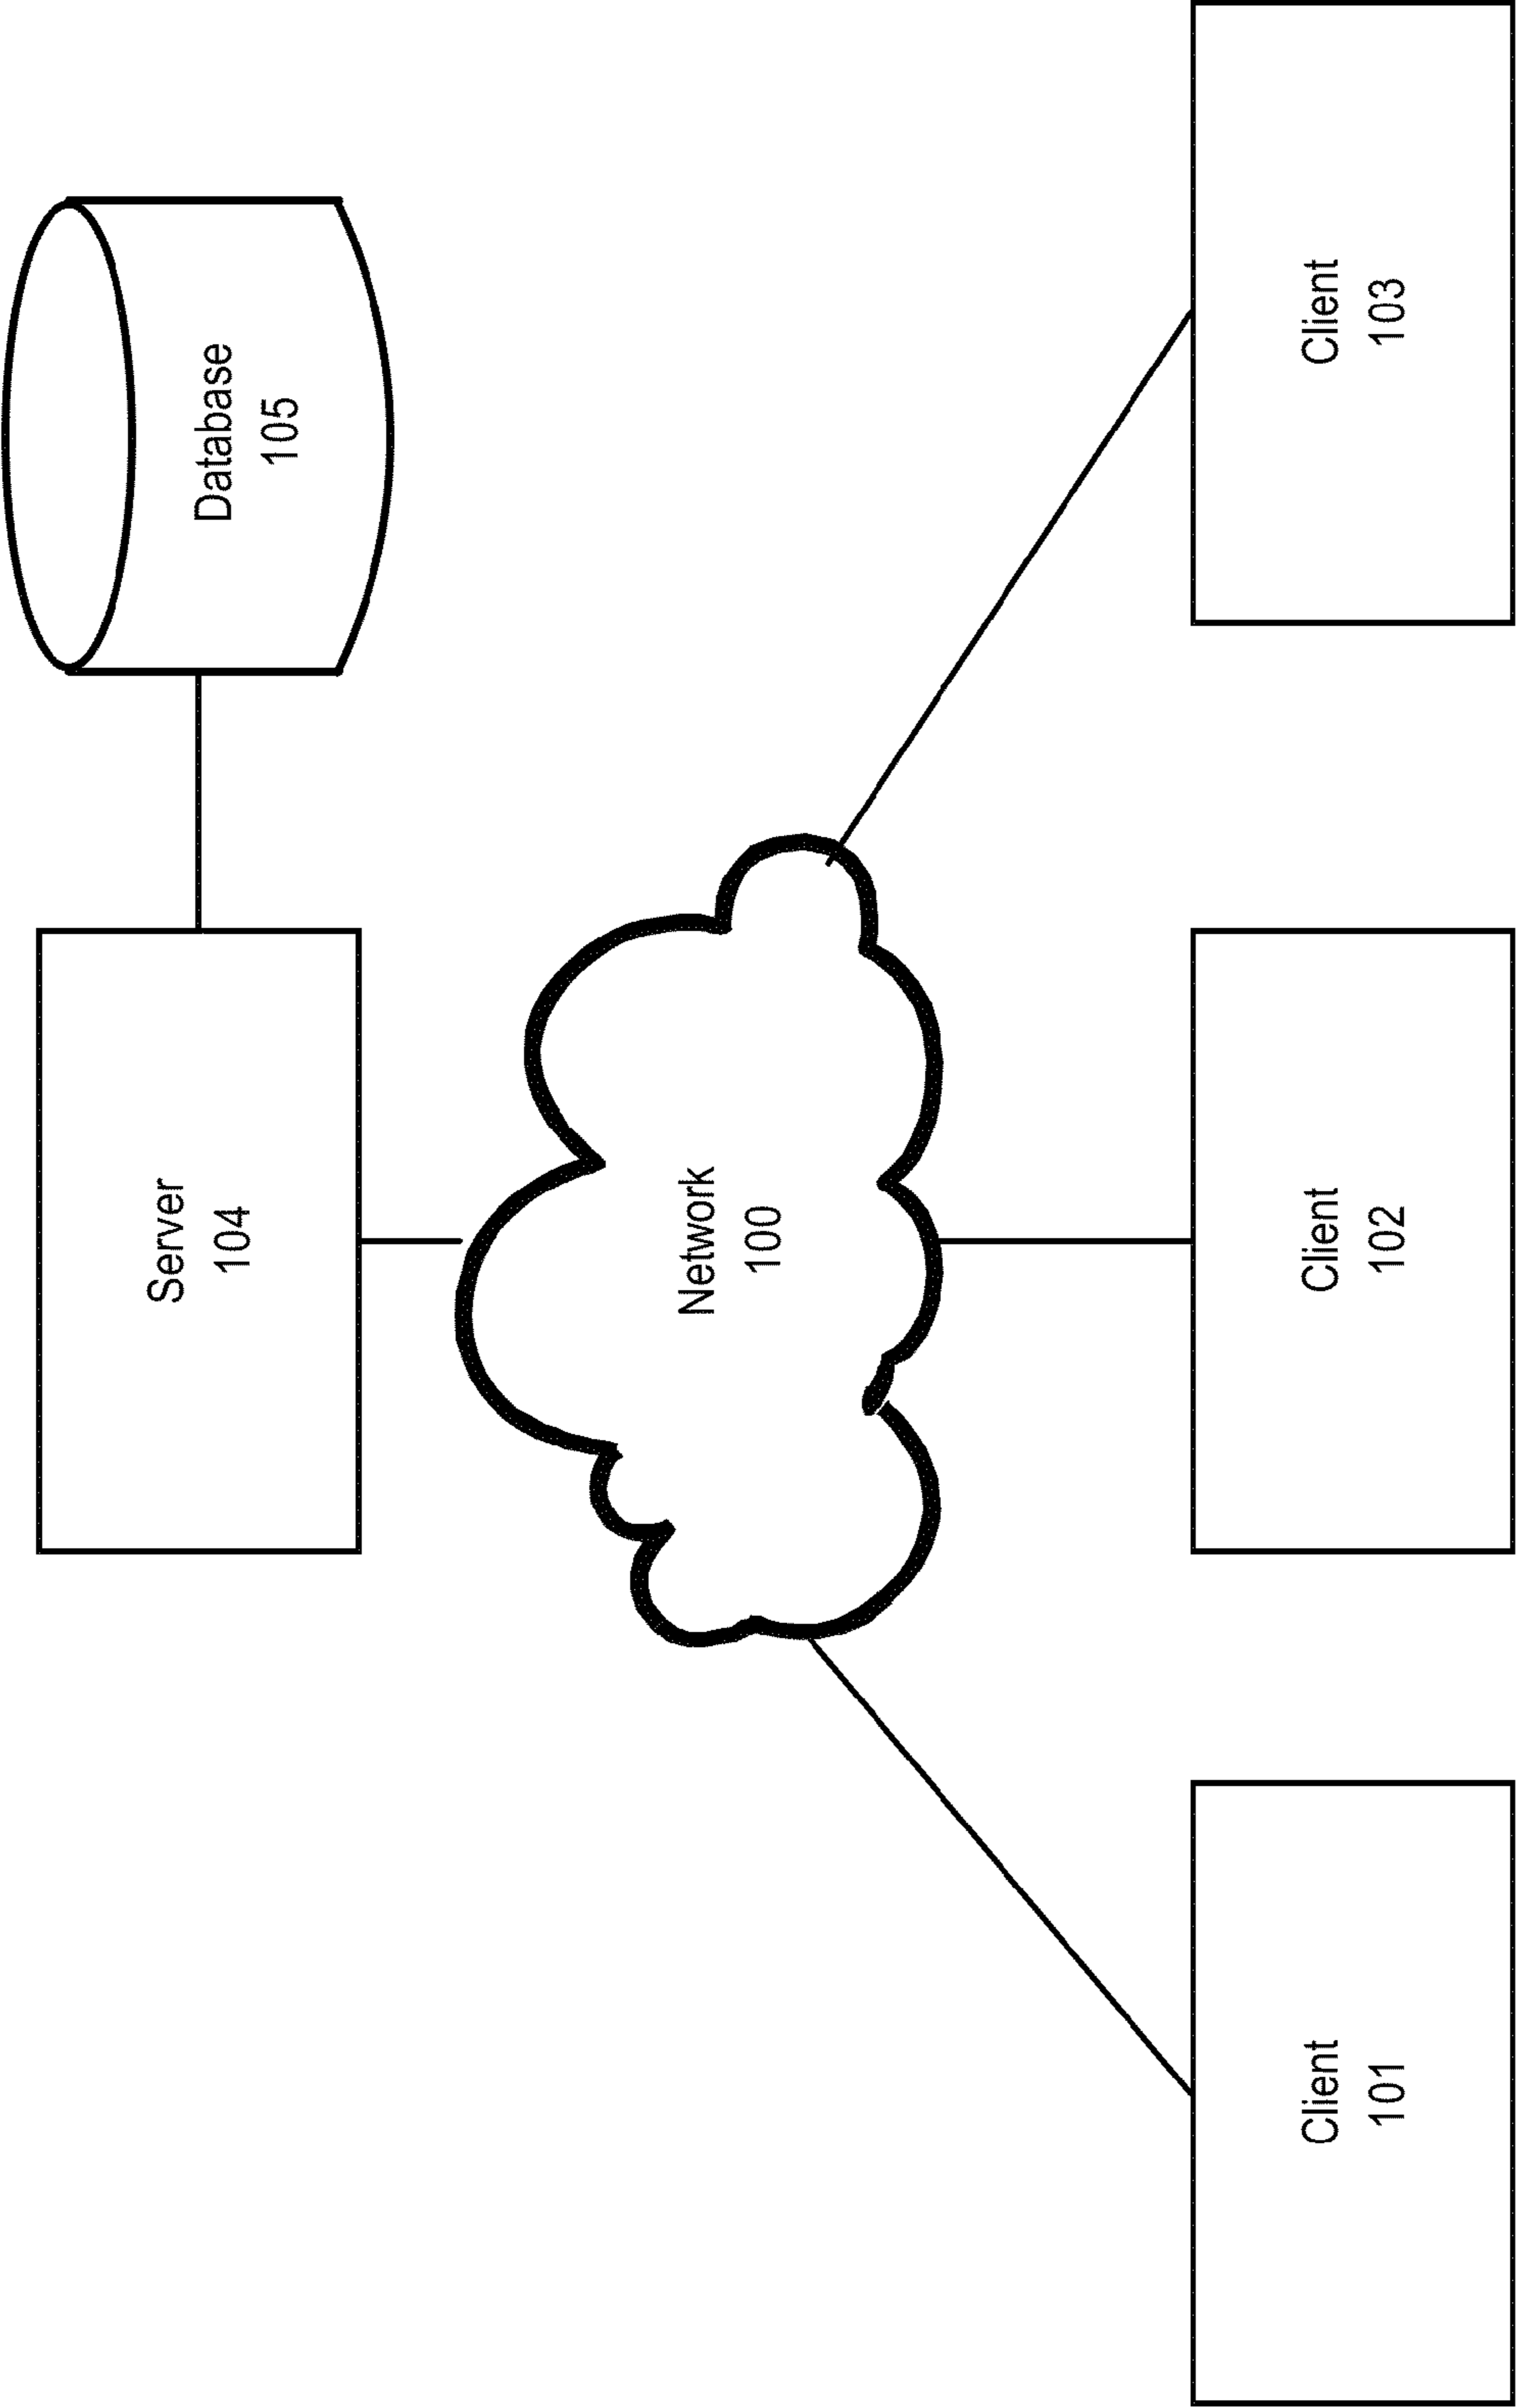 Server
104
Database
105
Network
100
Client
101
Client
102
Client
103